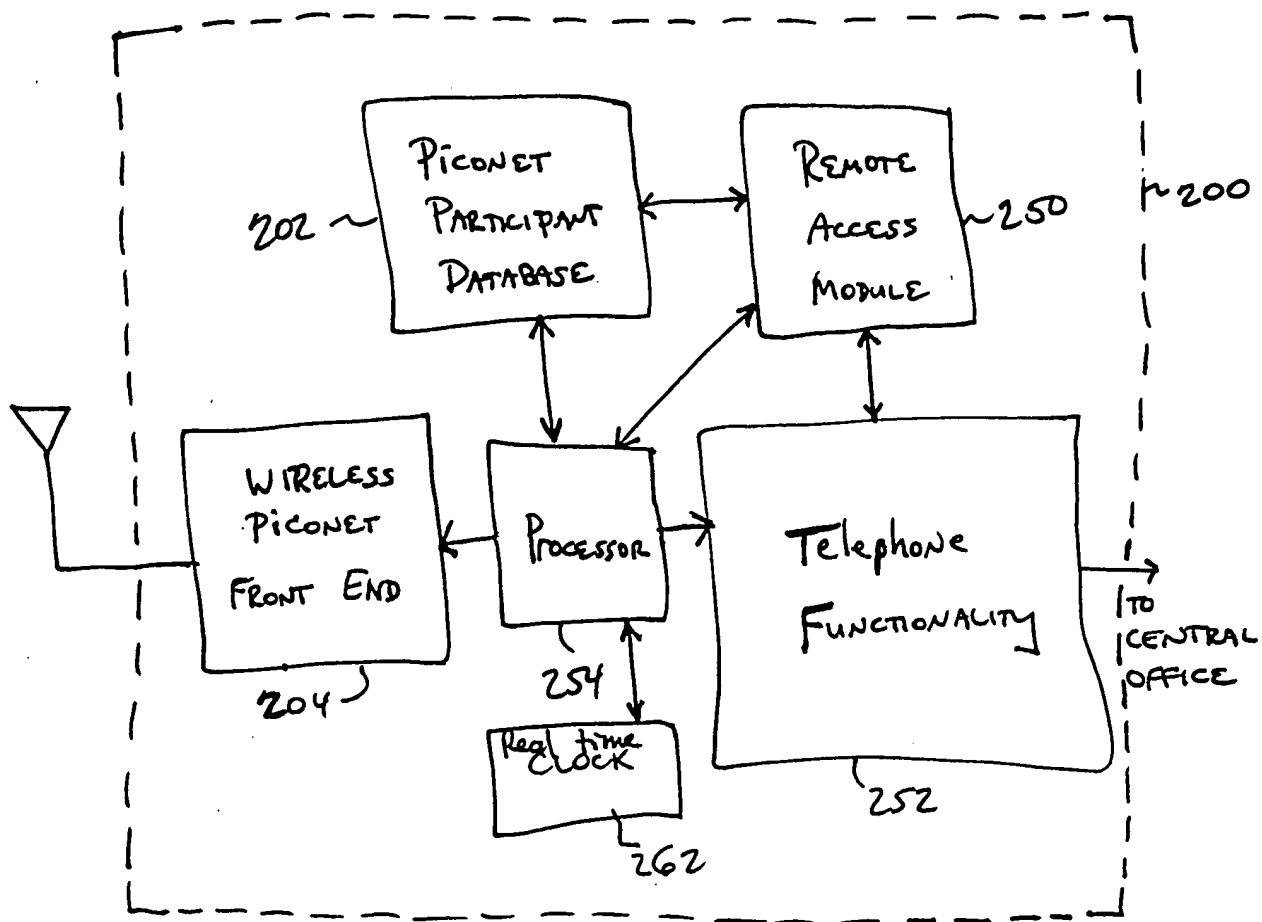 PICONET
PARTICIPANT
DATABASE
202
REMOTE
ACCESS
MODULE
250
200
WIRELESS
PICONET
FRONT END
204
PROCESSOR
254
Telephone
Functionality
252
TO
CENTRAL
OFFICE
Real time
CLOCK
262